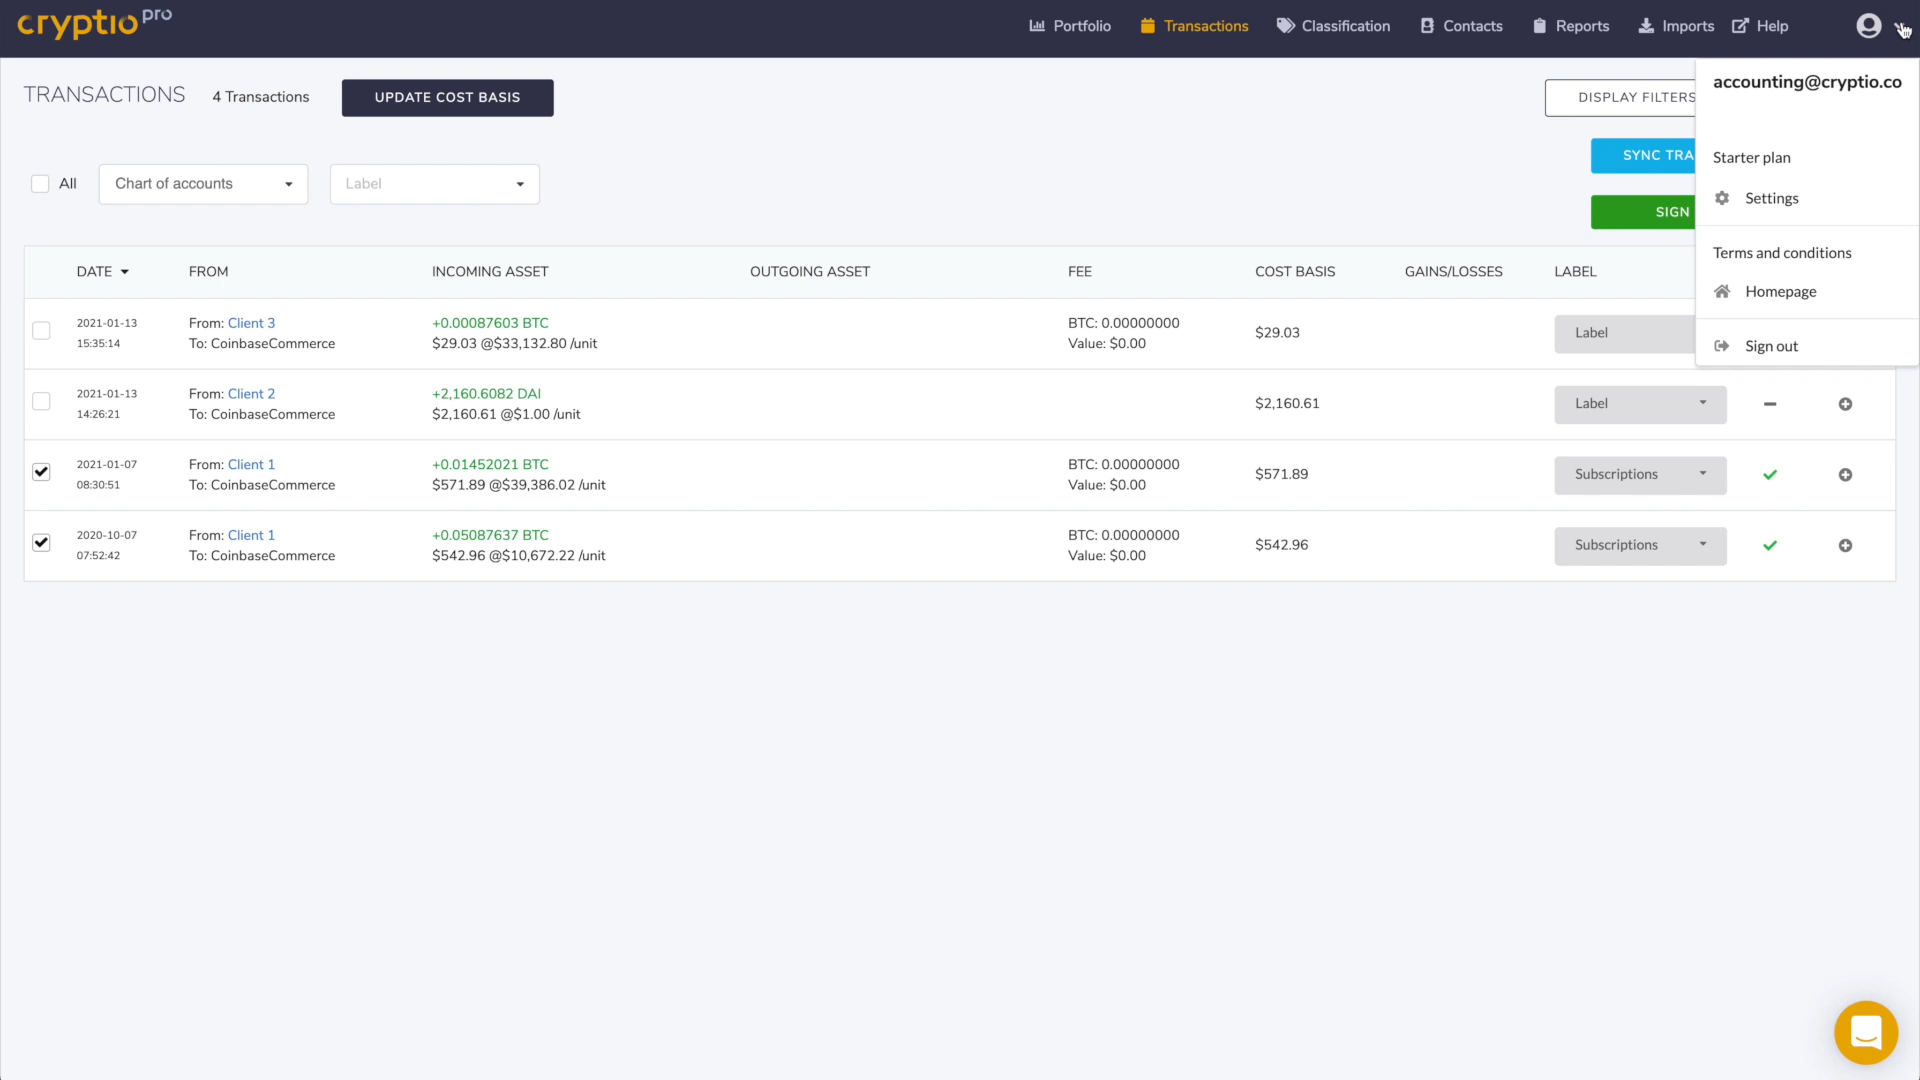 cryptio pro
Portfolio
Transactions
Classification
Contacts
Reports
Imports
Help
TRANSACTIONS
4 Transactions
UPDATE COST BASIS
DISPLAY FILTERS
accounting@cryptio.co
SYNC TRA
Starter plan
All
Chart of accounts
Label
Settings
SIGN
Terms and conditions
DATE
FROM
INCOMING ASSET
OUTGOING ASSET
FEE
COST BASIS
GAINS/LOSSES
LABEL
Homepage
Sign out
2021-01-13
15:35:14
From: Client 3
To: CoinbaseCommerce
+0.00087603 BTC
$29.03 @$33,132.80 /unit
BTC: 0.00000000
Value: $0.00
$29.03
Label
2021-01-13
14:26:21
From: Client 2
To: CoinbaseCommerce
+2,160.6082 DAI
$2,160.61 @$1.00 /unit
$2,160.61
Label
2021-01-07
08:30:51
From: Client 1
To: CoinbaseCommerce
+0.01452021 BTC
$571.89 @$39,386.02 /unit
BTC: 0.00000000
Value: $0.00
$571.89
Subscriptions
2020-10-07
07:52:42
From: Client 1
To: CoinbaseCommerce
+0.05087637 BTC
$542.96 @$10,672.22 /unit
BTC: 0.00000000
Value: $0.00
$542.96
Subscriptions